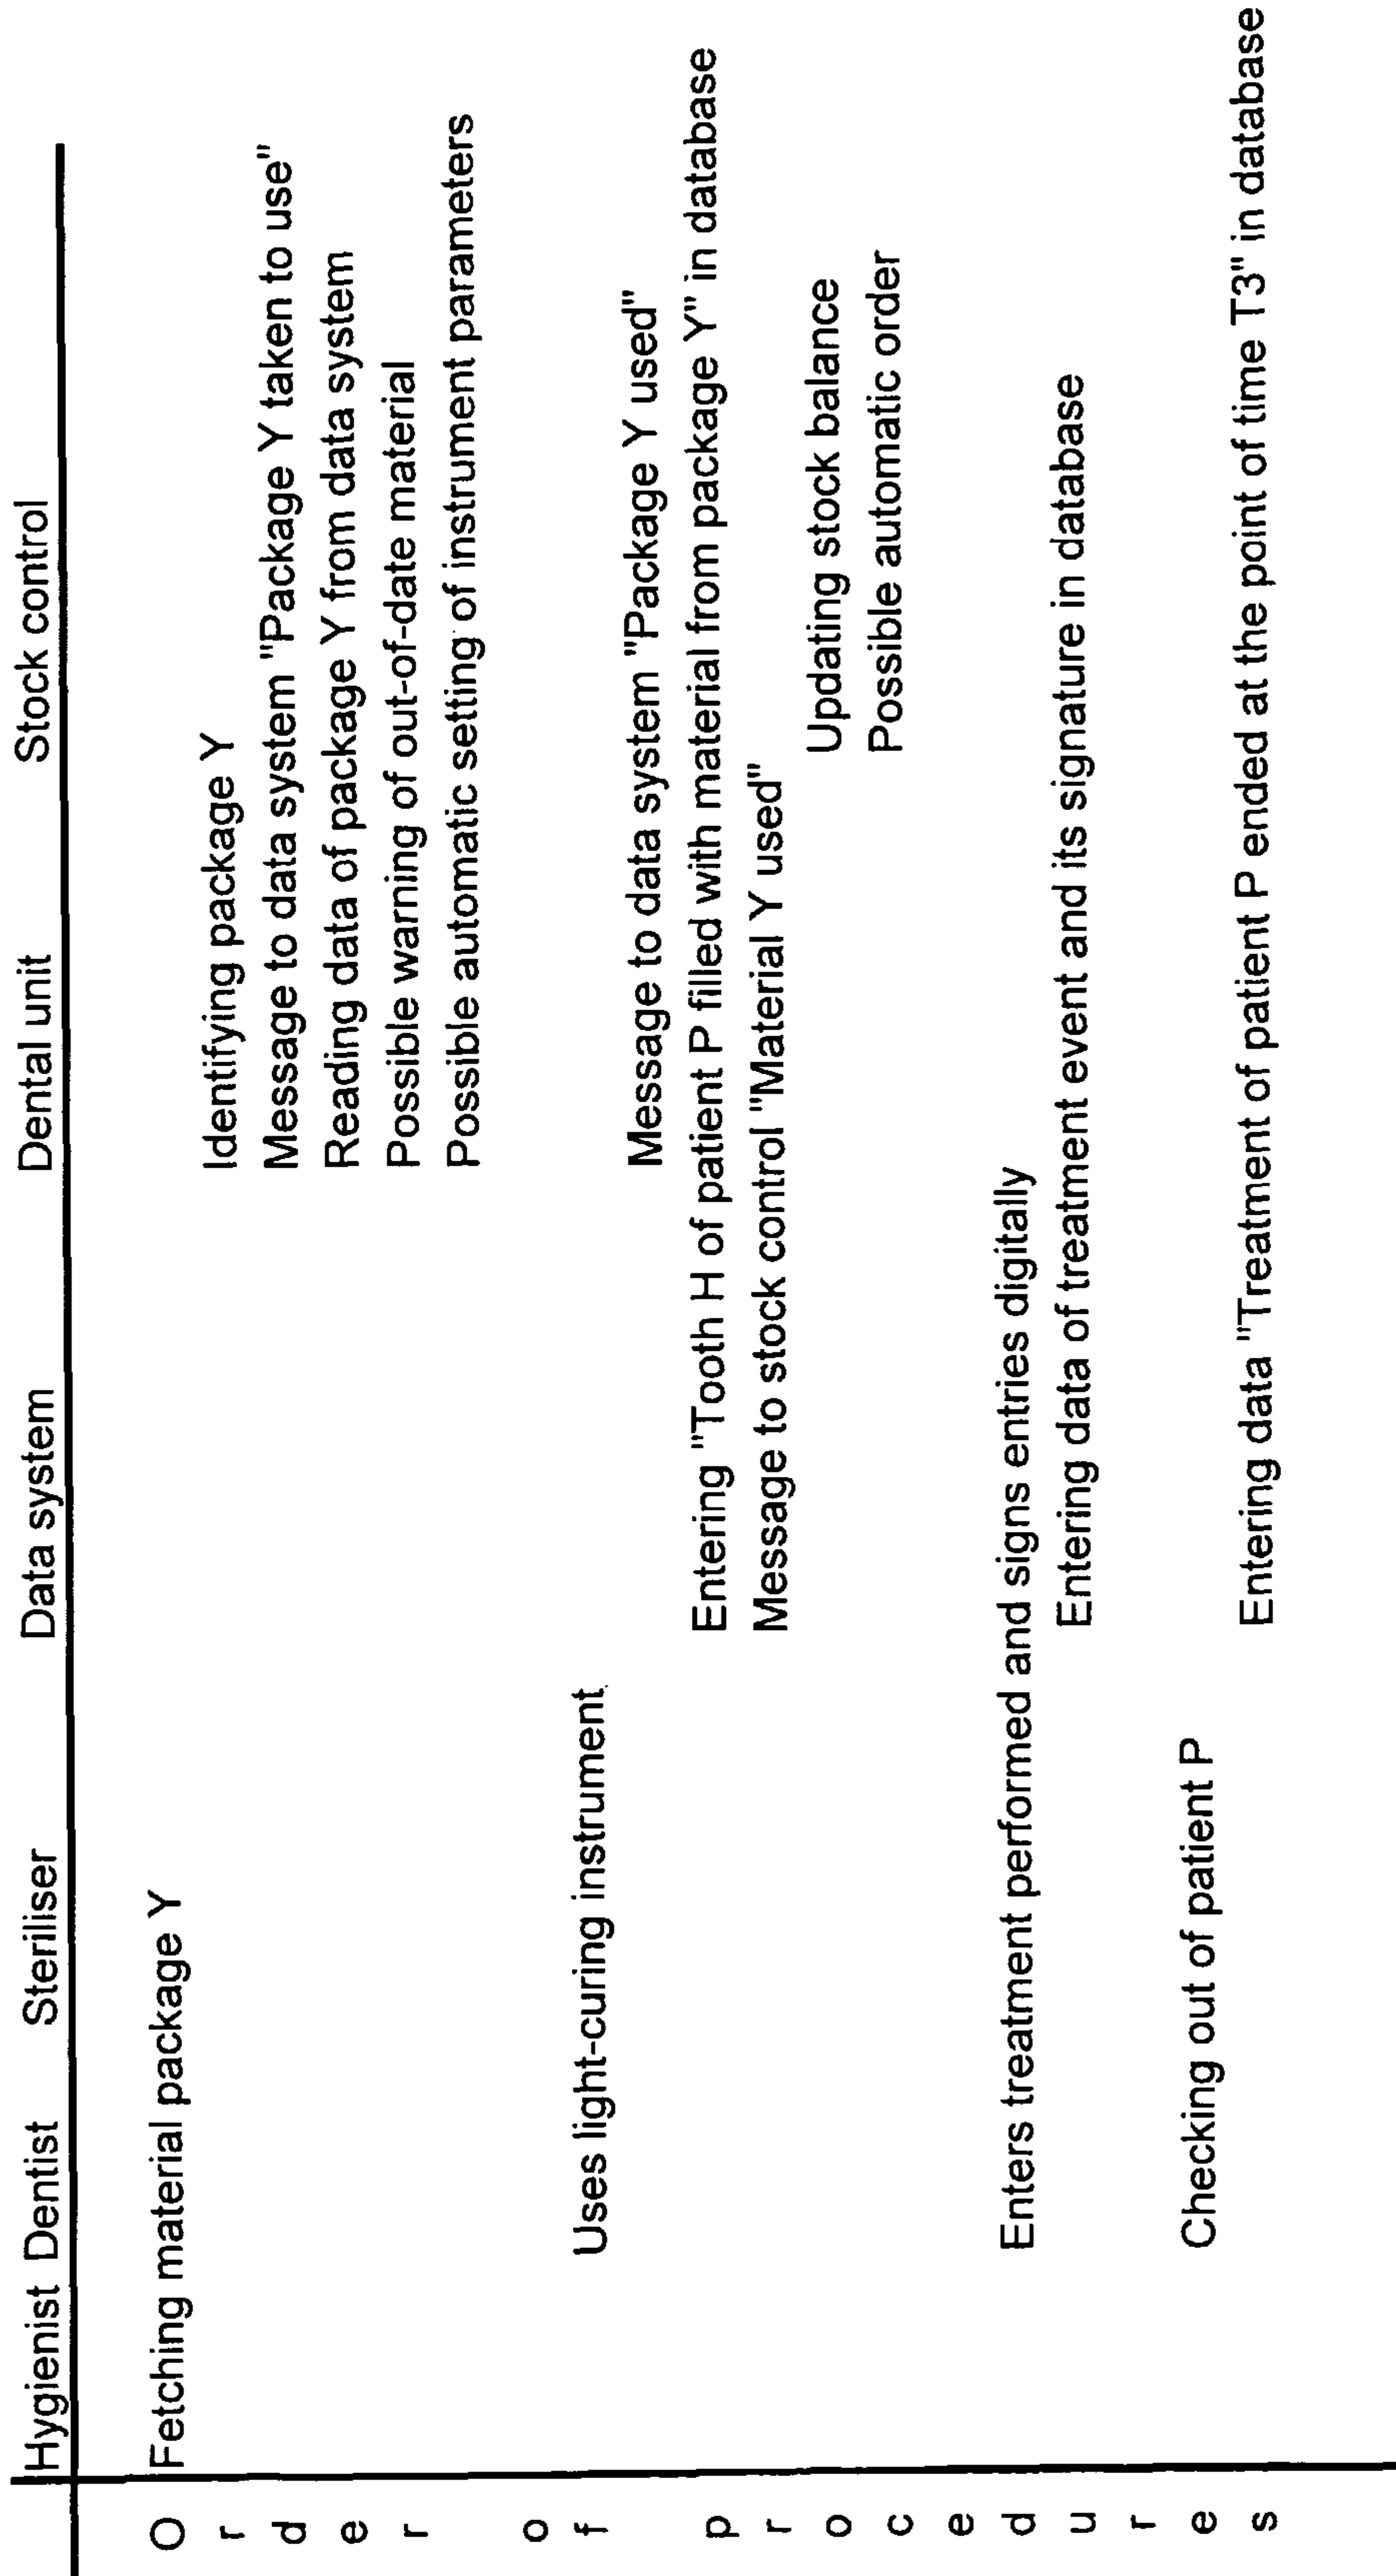 Hygienist Dentist Steriliser Data system Dental unit Stock control
Order of procedures
Fetching material package Y
Identifying package Y
Message to data system "Package Y taken to use"
Reading data of package Y from data system
Possible warning of out-of-date material
Possible automatic setting of instrument parameters
Uses light-curing instrument
Message to data system "Package Y used"
Entering "Tooth H of patient P filled with material from package Y" in database
Message to stock control "Material Y used"
Updating stock balance
Possible automatic order
Enters treatment performed and signs entries digitally
Entering data of treatment event and its signature in database
Checking out of patient P
Entering data "Treatment of patient P ended at the point of time T3" in database